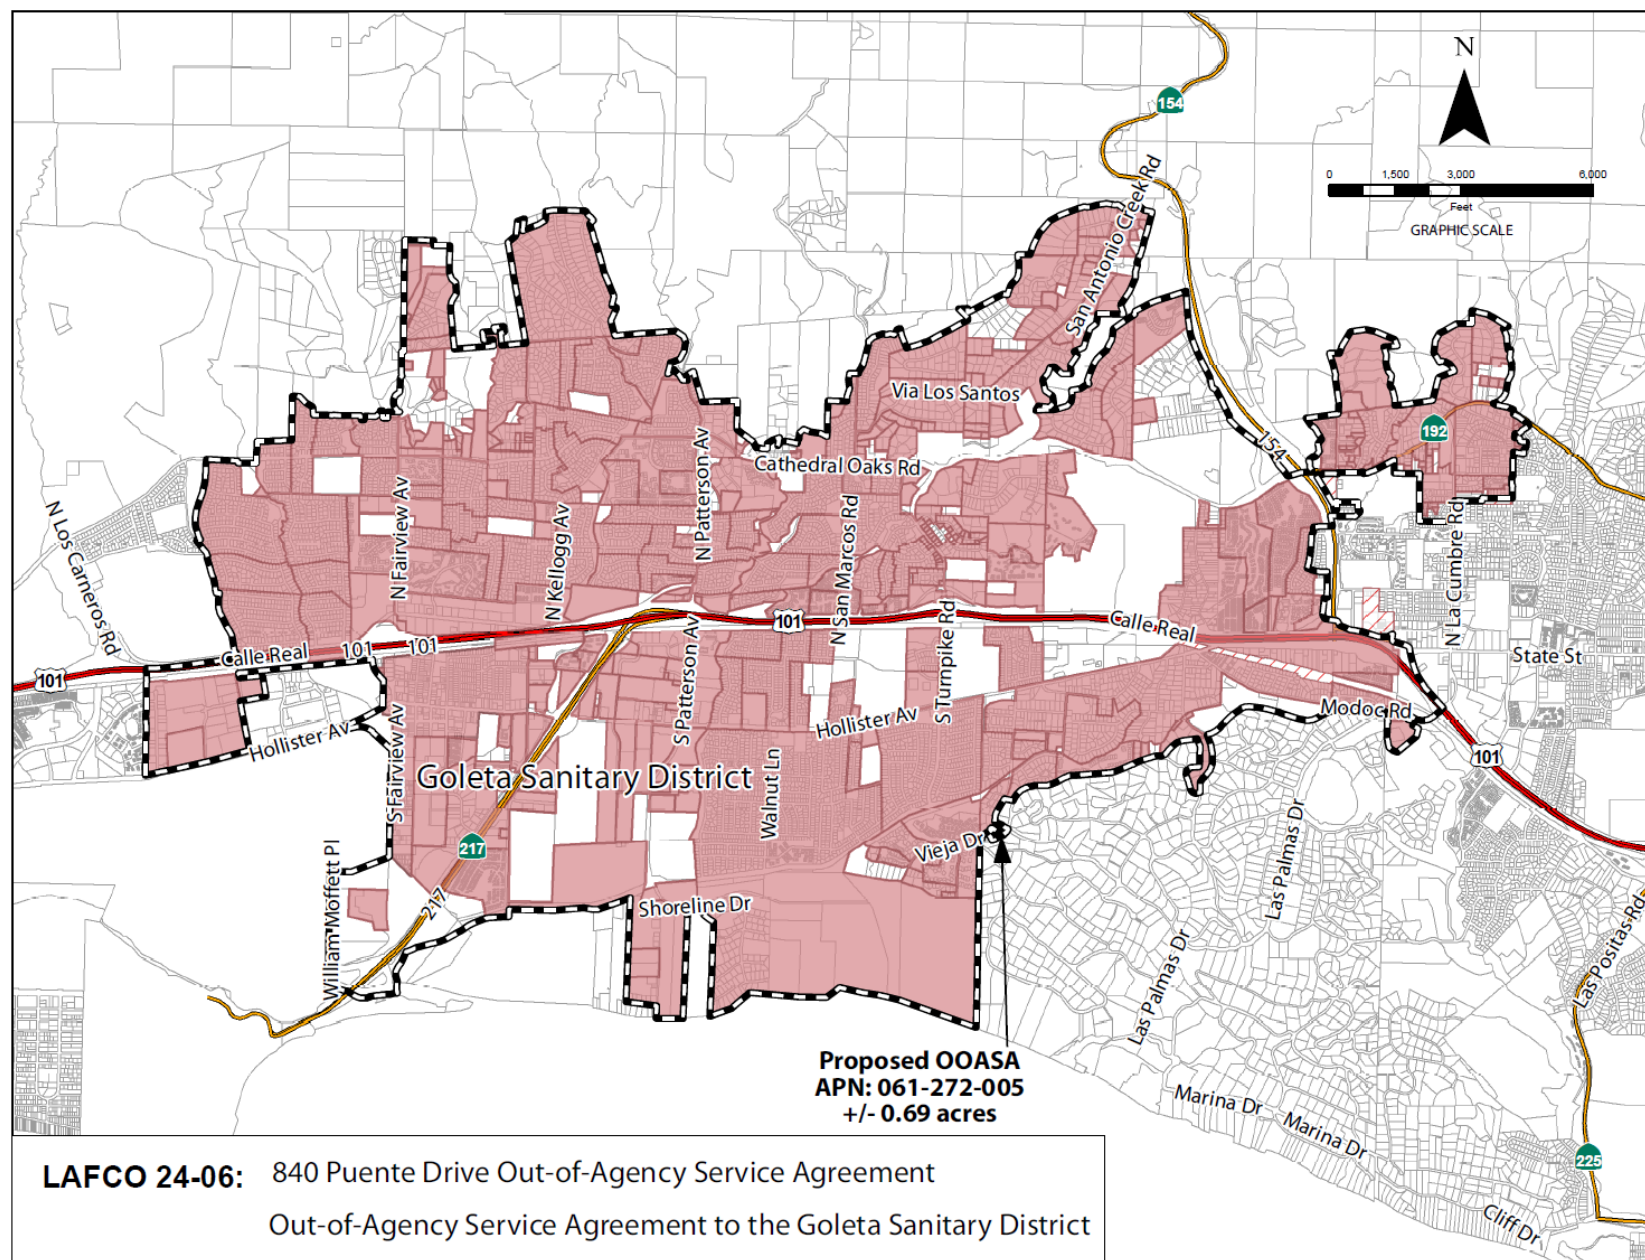 N
154
0 1,500 3,000 6,000
Feet
GRAPHIC SCALE
San Antonio Creek Rd
Via Los Santos
192
154
Cathedral Oaks Rd
N Los Carneros Rd
N Fairview Av
N Kellogg Av
N Patterson Av
N San Marcos Rd
N La Cumbre Rd
S Turnpike Rd
101
Calle Real
Calle Real
101
101
101
State St
S Patterson Av
Modoc Rd
Hollister Av
Hollister Av
S Fairview Av
101
Goleta Sanitary District
Walnut Ln
Las Palmas Dr
217
Vieja Dr
William Moffett Pl
217
Shoreline Dr
Las Positas Rd
Las Palmas Dr
Proposed OOASA
APN: 061-272-005
+/- 0.69 acres
Marina Dr
Marina Dr
225
Cliff Dr
LAFCO 24-06: 840 Puente Drive Out-of-Agency Service Agreement
Out-of-Agency Service Agreement to the Goleta Sanitary District